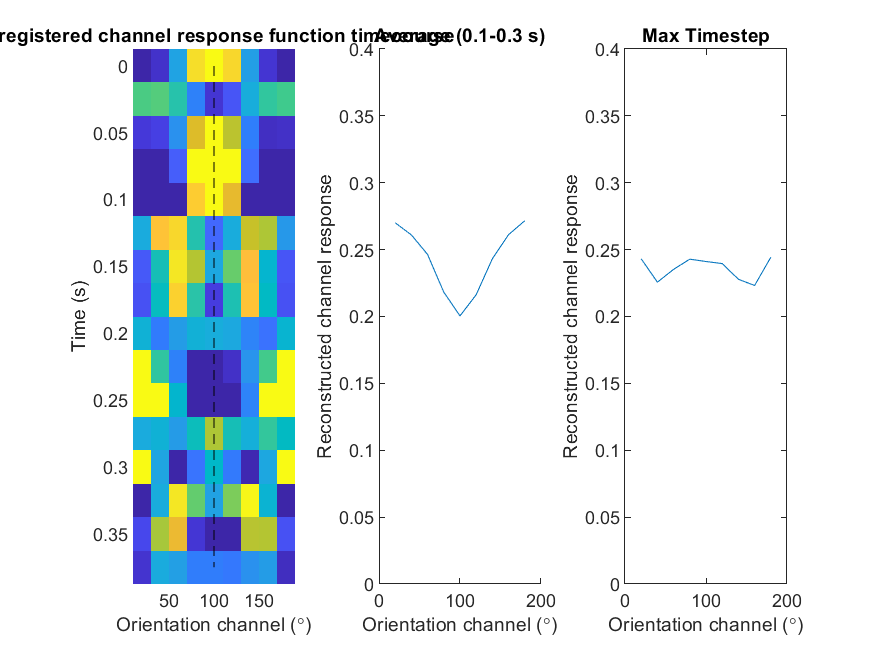 registered channel response function timecourse
Average (0.1-0.3 s)
Max Timestep
Time (s)
0
0.05
0.1
0.15
0.2
0.25
0.3
0.35
50 100 150
Orientation channel (°)
Reconstructed channel response
0.4
0.35
0.3
0.25
0.2
0.15
0.1
0.05
0
0 100 200
Orientation channel (°)
Reconstructed channel response
0.4
0.35
0.3
0.25
0.2
0.15
0.1
0.05
0
0 100 200
Orientation channel (°)